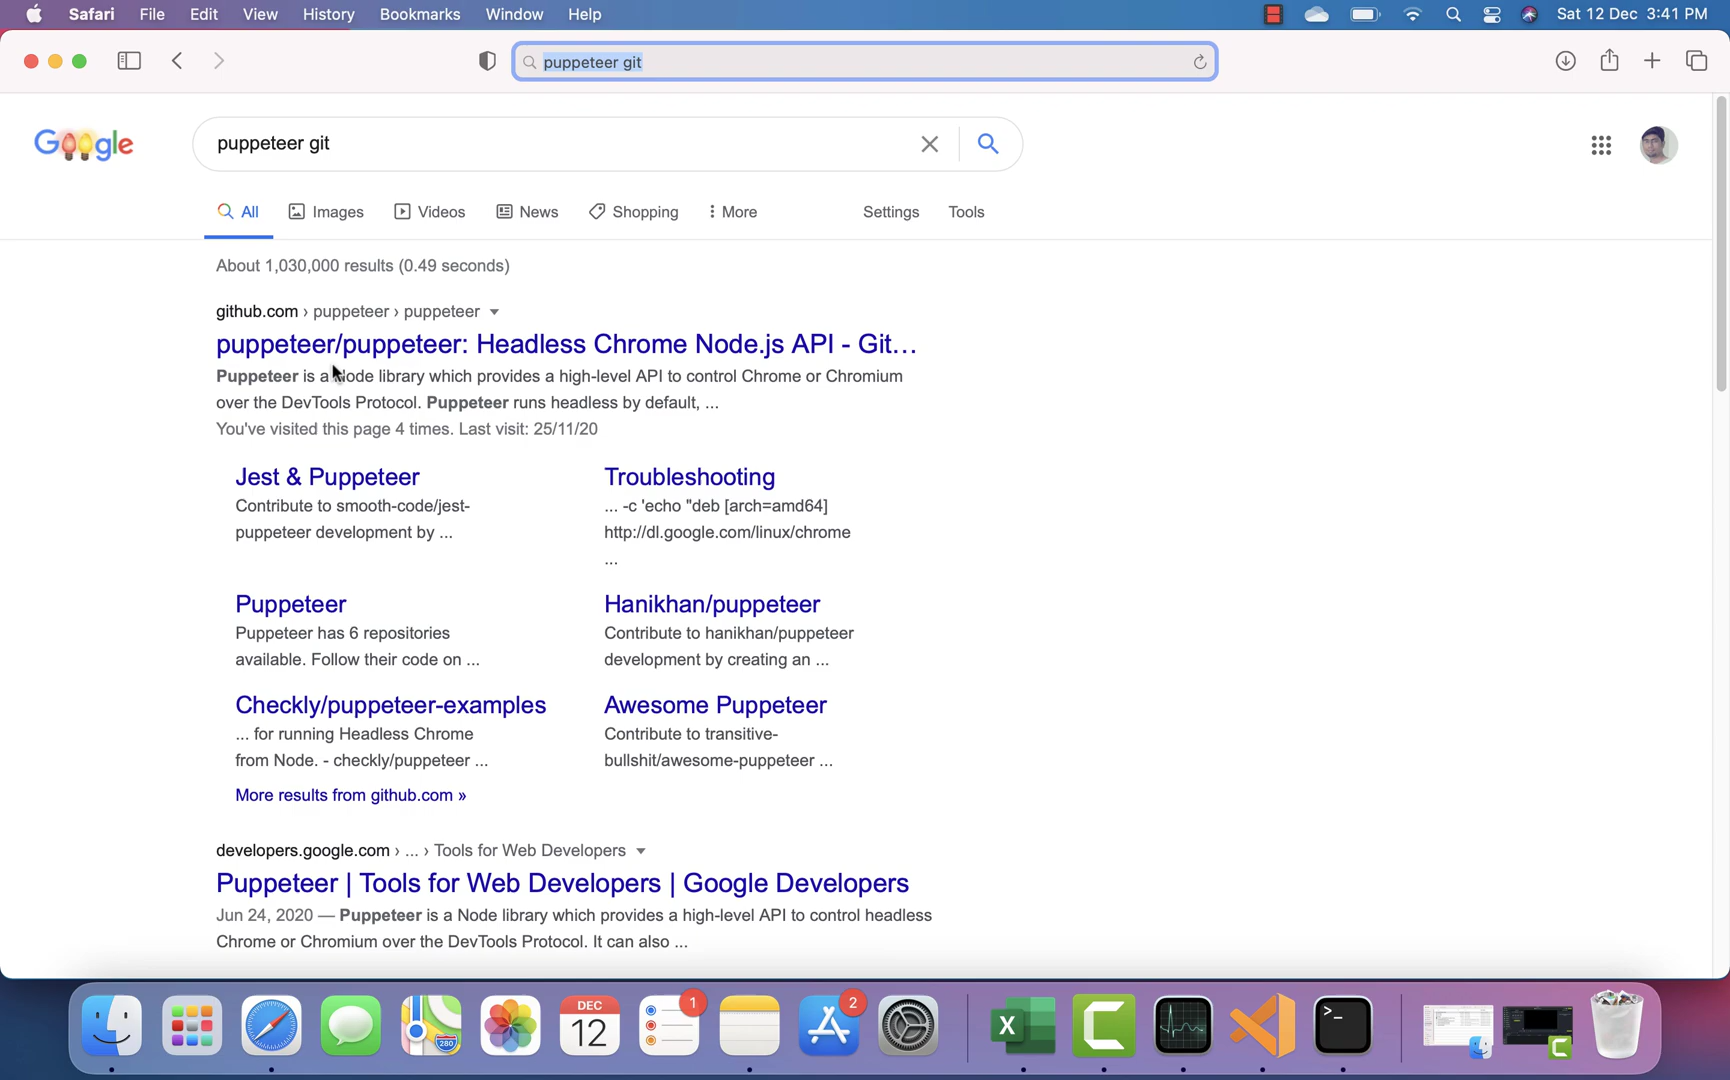 Safari File Edit View History Bookmarks Window Help Sat 12 Dec 3:41 PM
puppeteer git
Google puppeteer git
All Images Videos News Shopping More Settings Tools
About 1,030,000 results (0.49 seconds)
github.com › puppeteer › puppeteer
puppeteer/puppeteer: Headless Chrome Node.js API - Git...
Puppeteer is a Node library which provides a high-level API to control Chrome or Chromium
over the DevTools Protocol. Puppeteer runs headless by default, ...
You've visited this page 4 times. Last visit: 25/11/20
Jest & Puppeteer
Contribute to smooth-code/jest-
puppeteer development by ...
Troubleshooting
... -c 'echo "deb [arch=amd64]
http://dl.google.com/linux/chrome
...
Puppeteer
Puppeteer has 6 repositories
available. Follow their code on ...
Hanikhan/puppeteer
Contribute to hanikhan/puppeteer
development by creating an ...
Checkly/puppeteer-examples
... for running Headless Chrome
from Node. - checkly/puppeteer ...
Awesome Puppeteer
Contribute to transitive-
bullshit/awesome-puppeteer ...
More results from github.com »
developers.google.com › ... › Tools for Web Developers
Puppeteer | Tools for Web Developers | Google Developers
Jun 24, 2020 — Puppeteer is a Node library which provides a high-level API to control headless
Chrome or Chromium over the DevTools Protocol. It can also ...
280
DEC
12
1
2
X
C
>_
C